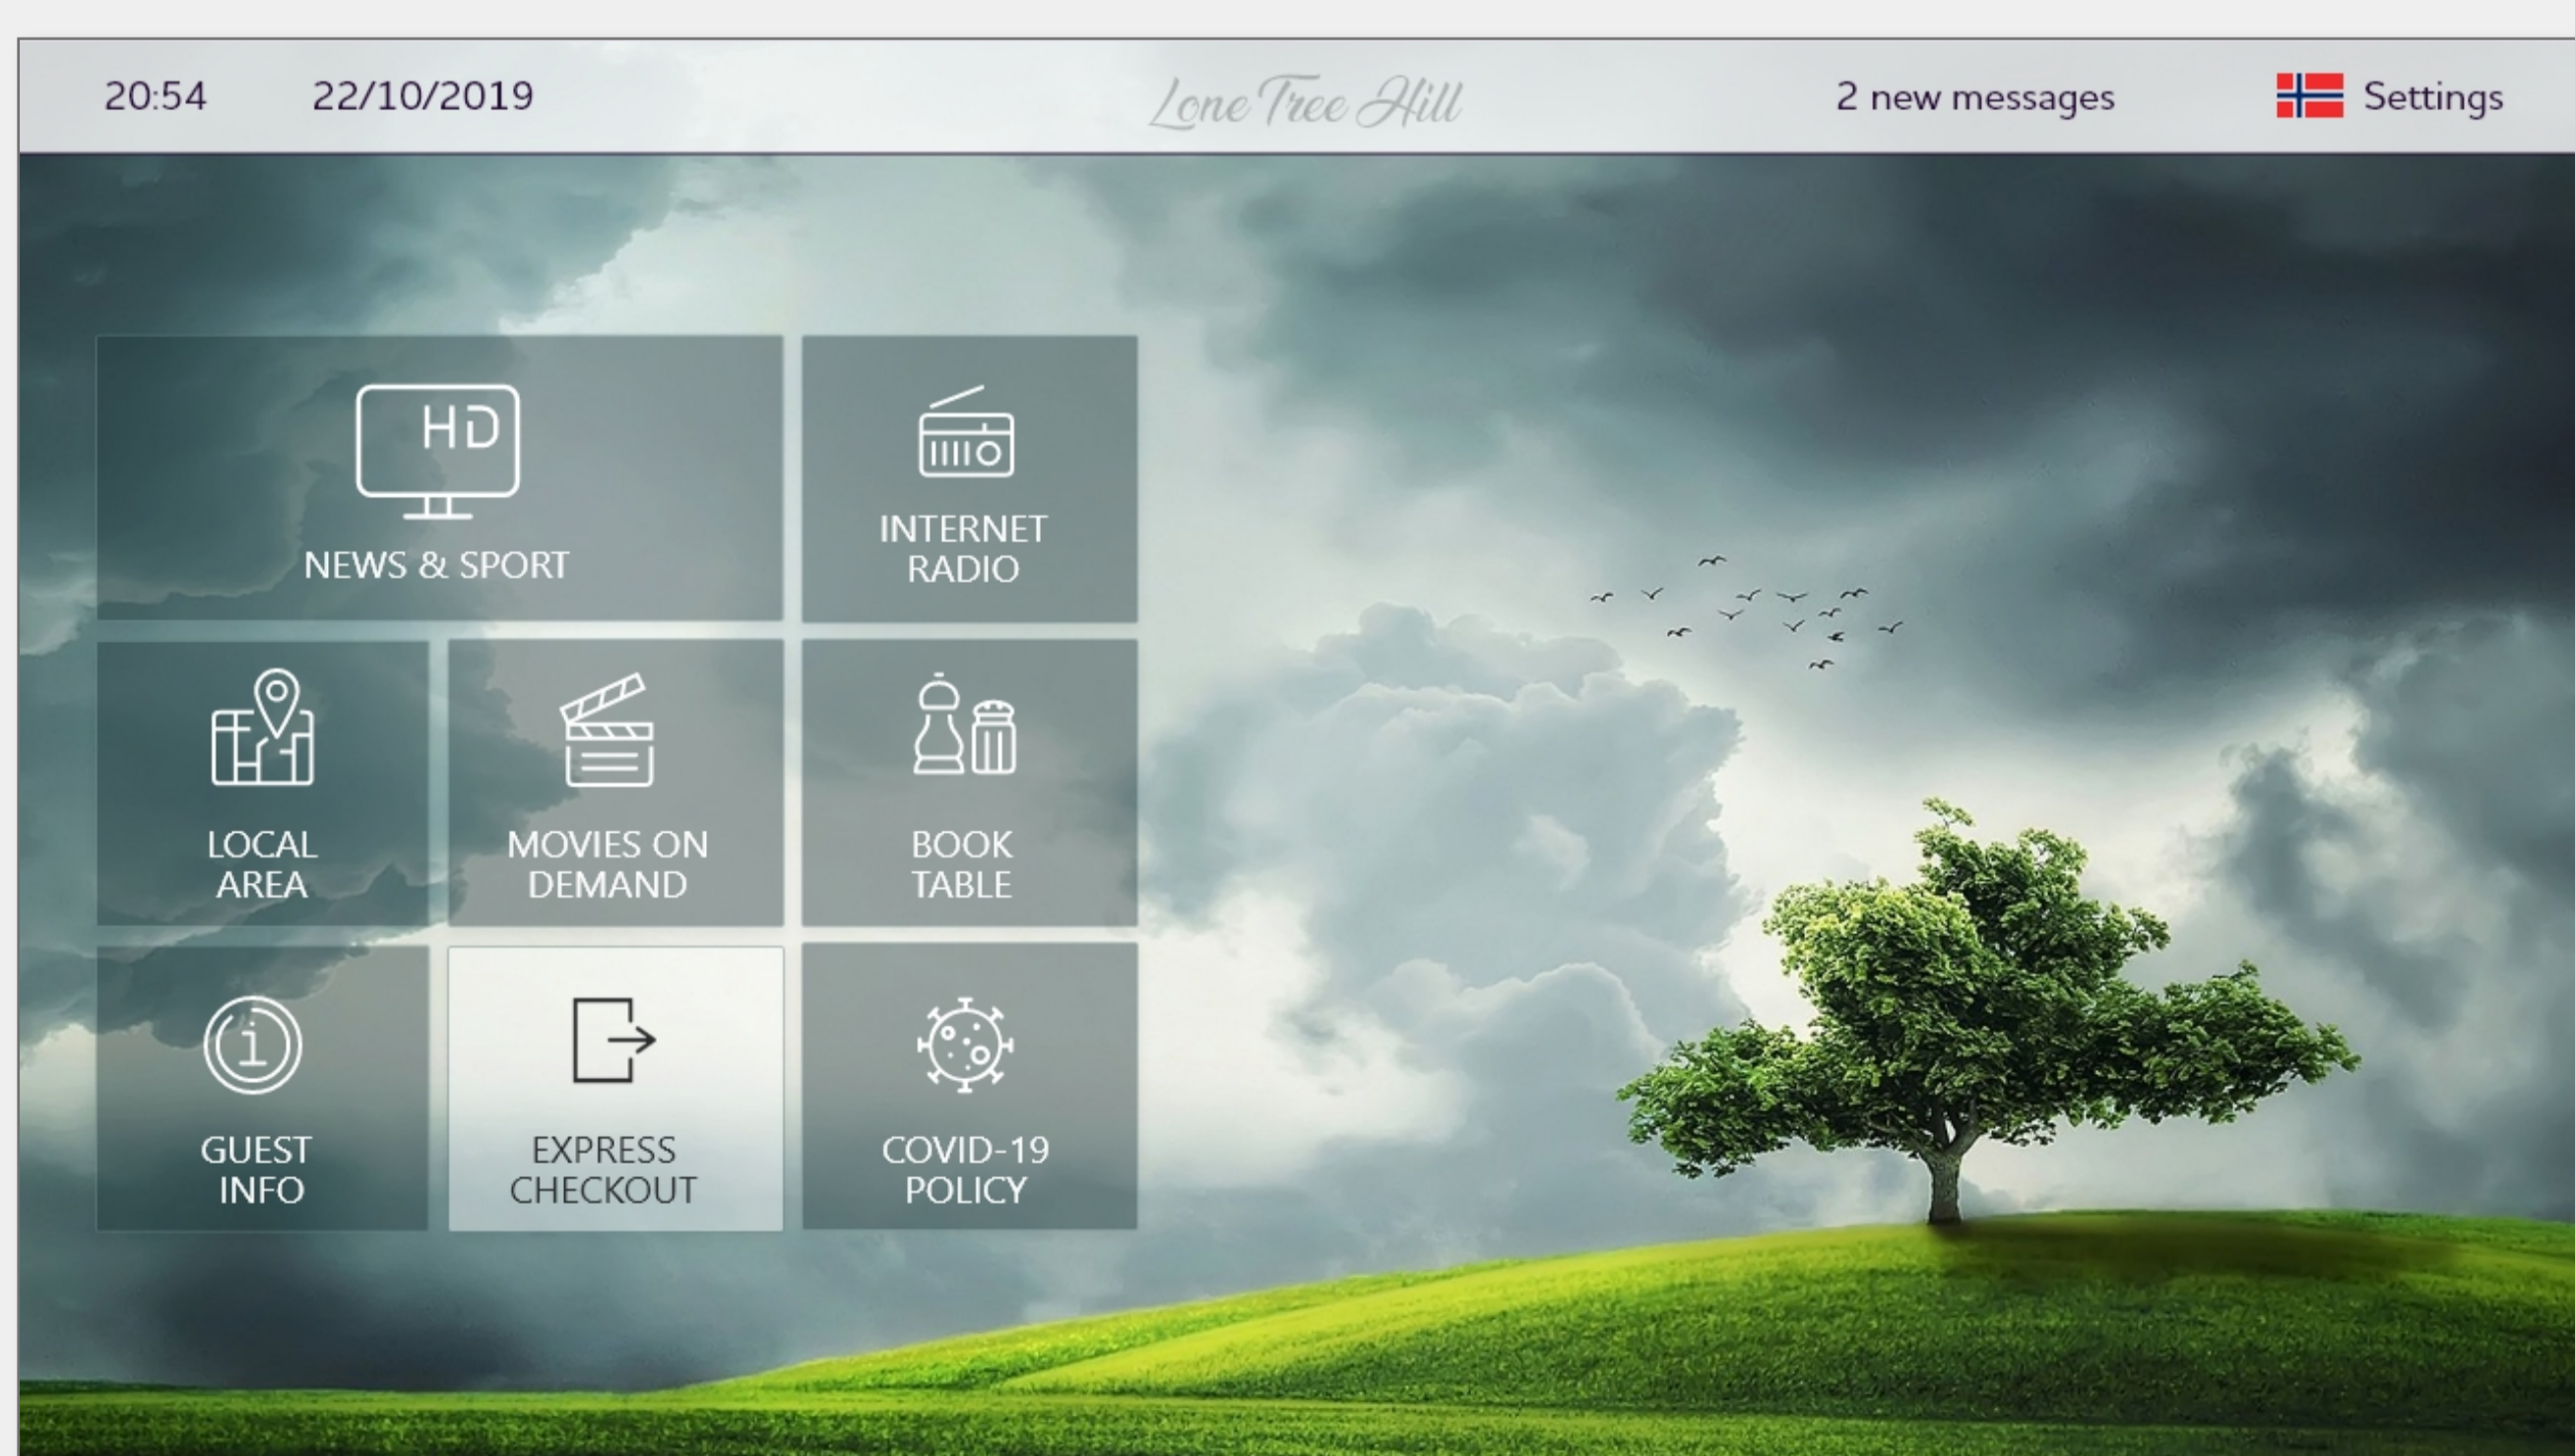 20:54 22/10/2019 Lone Tree Hill 2 new messages Settings
HD
NEWS & SPORT
INTERNET
RADIO
LOCAL
AREA
MOVIES ON
DEMAND
BOOK
TABLE
i
GUEST
INFO
EXPRESS
CHECKOUT
COVID-19
POLICY